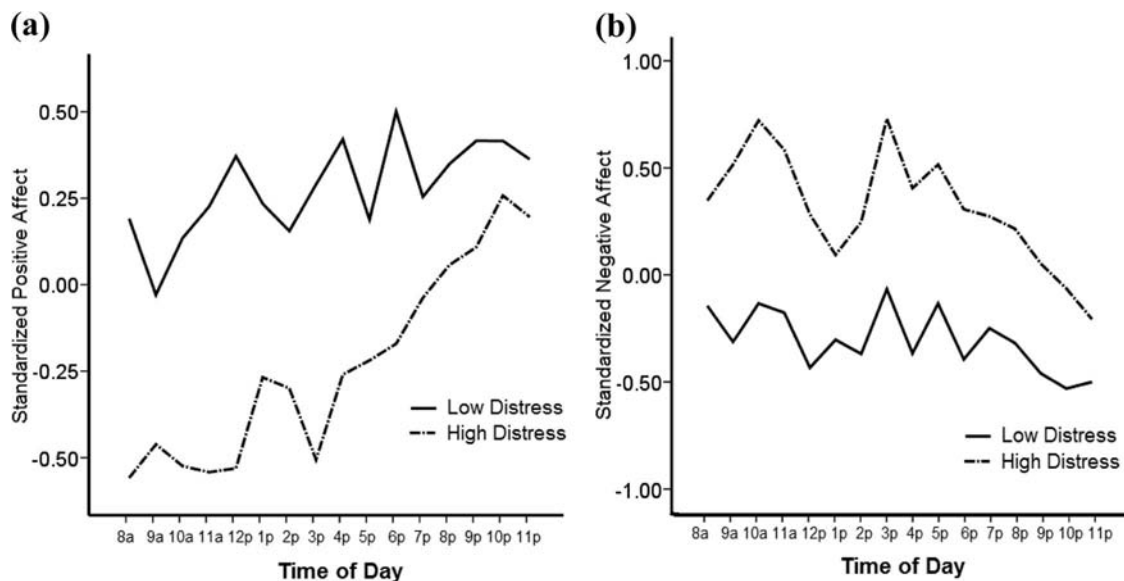 (a)
Standardized Positive Affect
0.50
0.25
0.00
-0.25
-0.50
Low Distress
High Distress
8a 9a 10a 11a 12p 1p 2p 3p 4p 5p 6p 7p 8p 9p 10p 11p
Time of Day
(b)
Standardized Negative Affect
1.00
0.50
0.00
-0.50
-1.00
Low Distress
High Distress
8a 9a 10a 11a 12p 1p 2p 3p 4p 5p 6p 7p 8p 9p 10p 11p
Time of Day